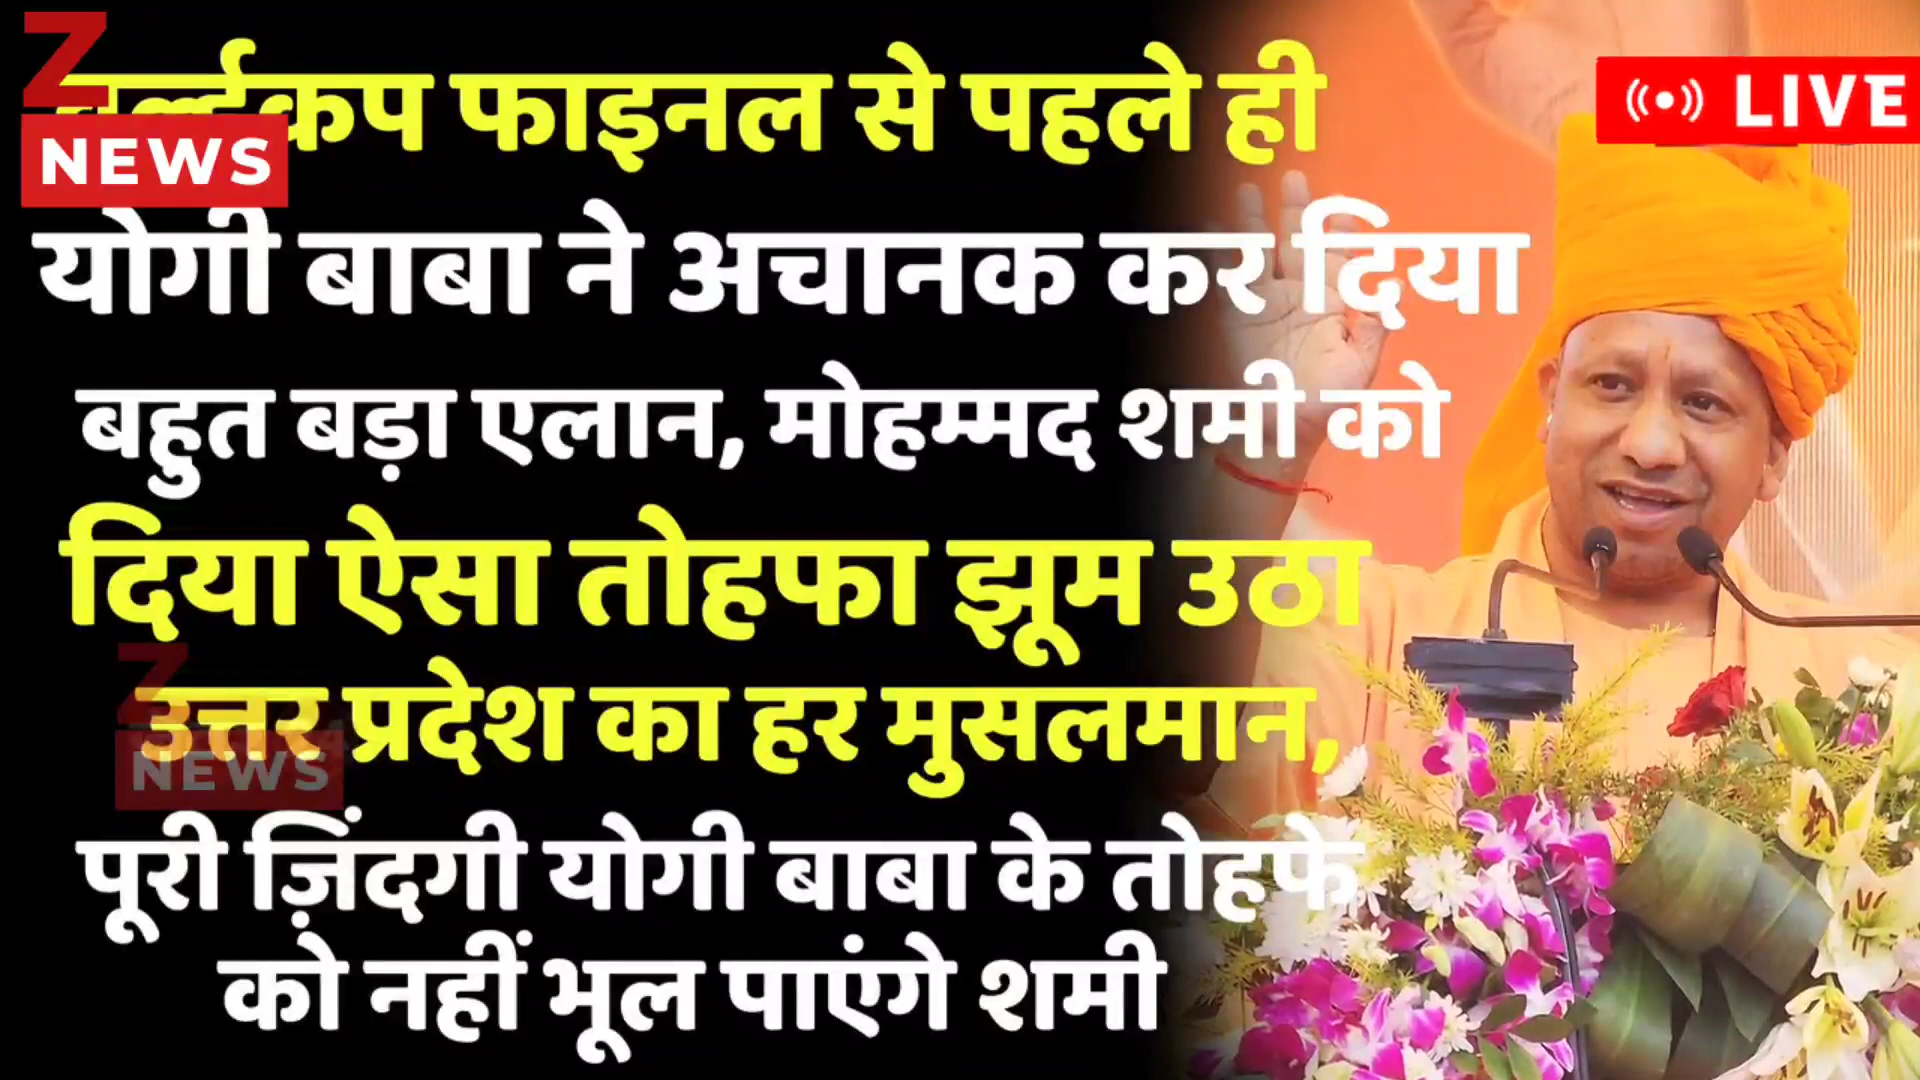 Z
NEWS
LIVE
वर्ल्डकप फाइनल से पहले ही
योगी बाबा ने अचानक कर दिया
बहुत बड़ा एलान, मोहम्मद शमी को
दिया ऐसा तोहफा झूम उठा
उत्तर प्रदेश का हर मुसलमान,
Z
NEWS
पूरी ज़िंदगी योगी बाबा के तोहफे
को नहीं भूल पाएंगे शमी